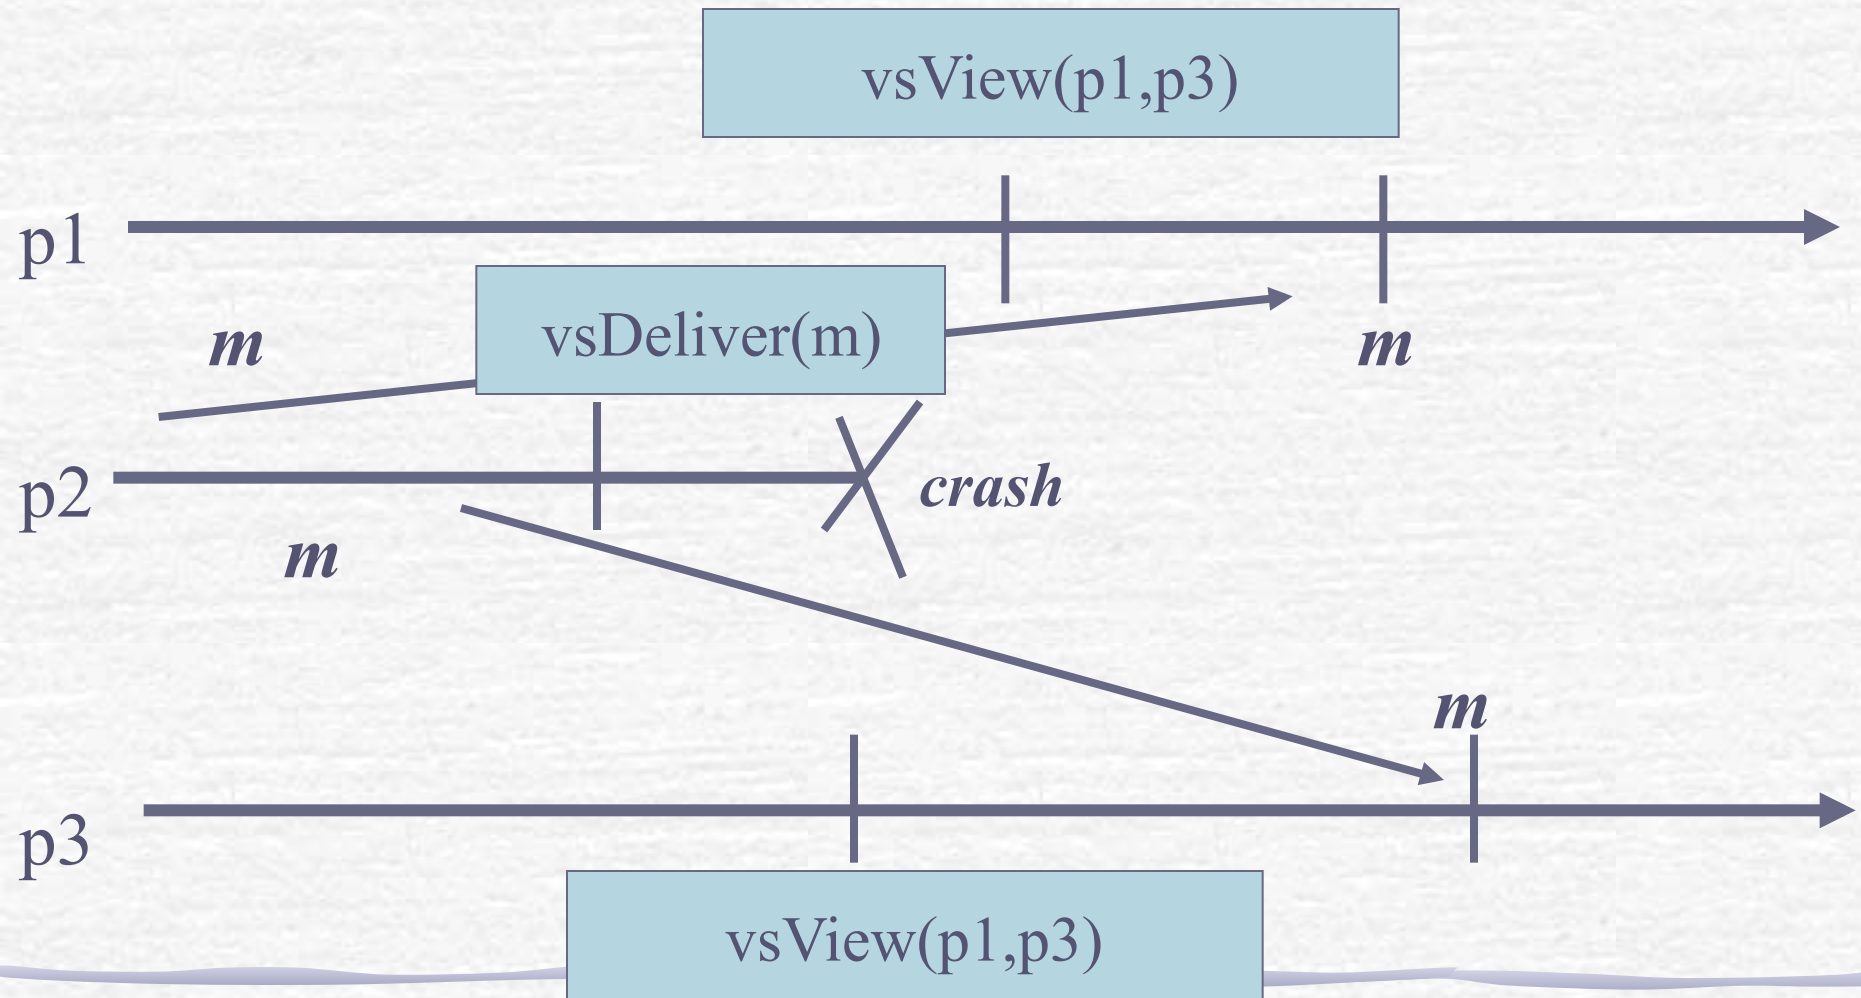 vsView(p1,p3)
p1
m
vsDeliver(m)
m
p2
crash
m
m
p3
vsView(p1,p3)